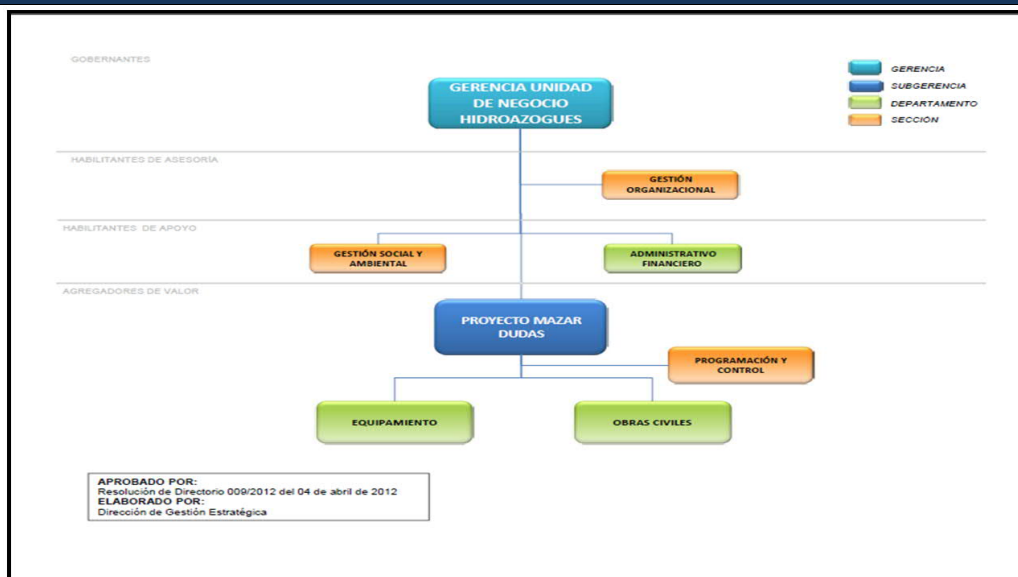 GOBERNANTES
GERENCIA UNIDAD
DE NEGOCIO
HIDROAZOGUES
GERENCIA
SUBGERENCIA
DEPARTAMENTO
SECCIÓN
HABILITANTES DE ASESORÍA
GESTIÓN
ORGANIZACIONAL
HABILITANTES DE APOYO
GESTIÓN SOCIAL Y
AMBIENTAL
ADMINISTRATIVO
FINANCIERO
AGREGADORES DE VALOR
PROYECTO MAZAR
DUDAS
PROGRAMACIÓN Y
CONTROL
EQUIPAMIENTO
OBRAS CIVILES
APROBADO POR:
Resolución de Directorio 009/2012 del 04 de abril de 2012
ELABORADO POR:
Dirección de Gestión Estratégica